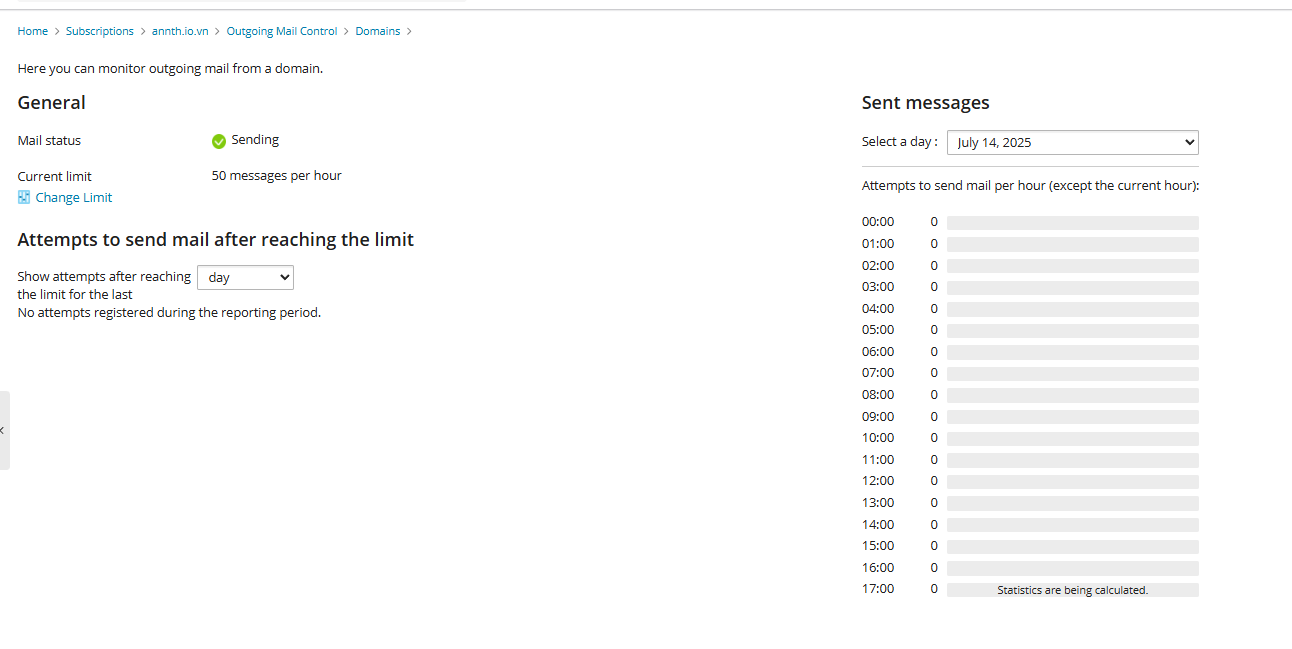 Home > Subscriptions > annth.io.vn > Outgoing Mail Control > Domains >
Here you can monitor outgoing mail from a domain.
General
Mail status Sending
Current limit 50 messages per hour
Change Limit
Attempts to send mail after reaching the limit
Show attempts after reaching day
the limit for the last
No attempts registered during the reporting period.
Sent messages
Select a day : July 14, 2025
Attempts to send mail per hour (except the current hour):
00:00 0
01:00 0
02:00 0
03:00 0
04:00 0
05:00 0
06:00 0
07:00 0
08:00 0
09:00 0
10:00 0
11:00 0
12:00 0
13:00 0
14:00 0
15:00 0
16:00 0
17:00 0 Statistics are being calculated.